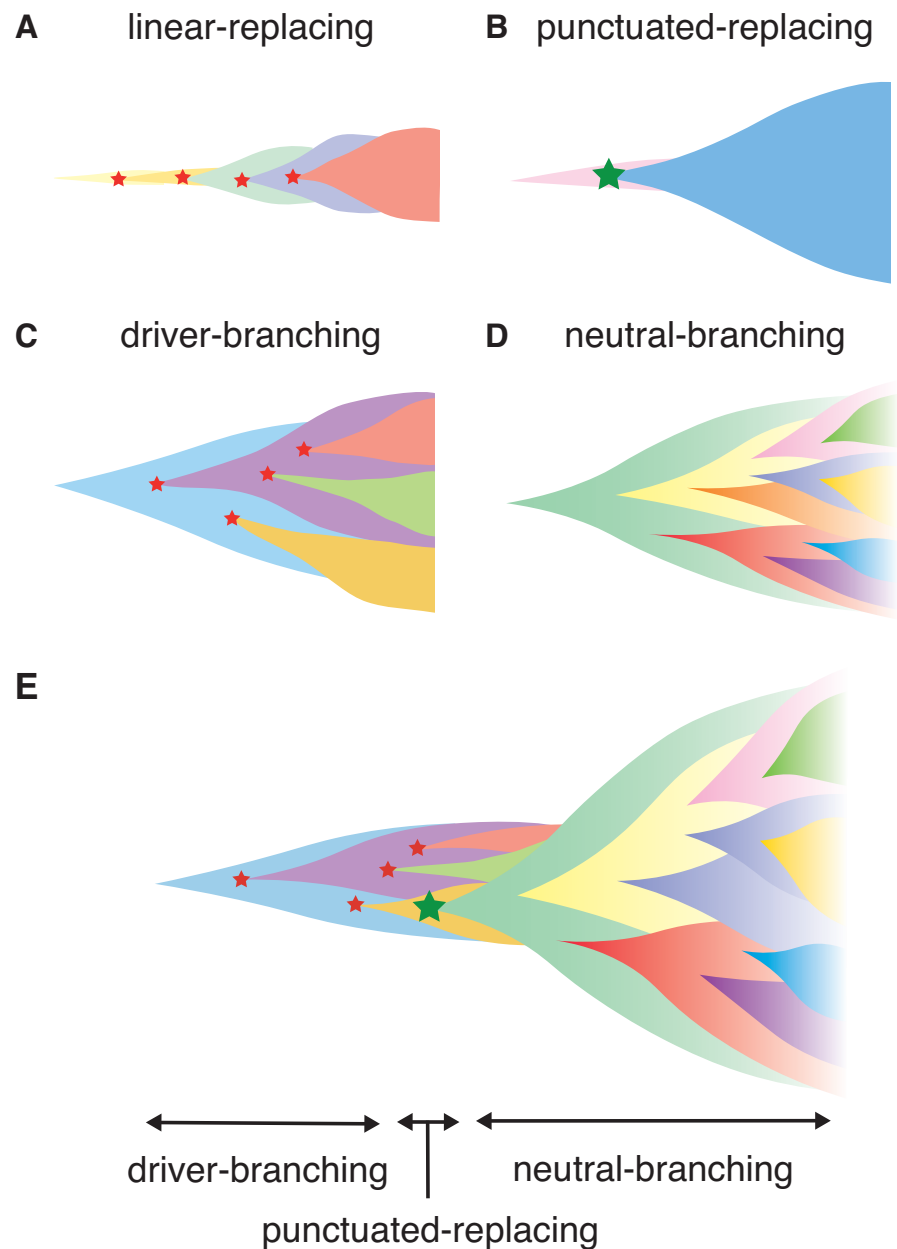 A linear-replacing
B punctuated-replacing
C driver-branching
D neutral-branching
E
driver-branching
neutral-branching
punctuated-replacing